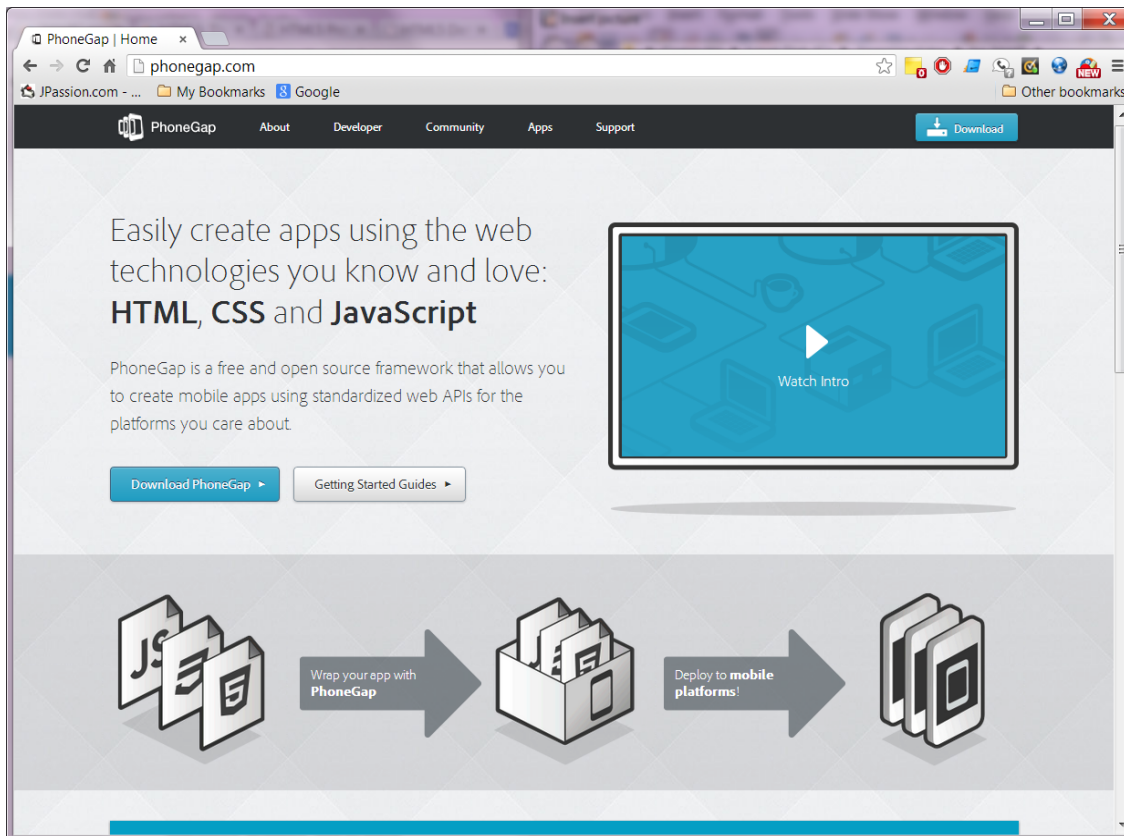 PhoneGap | Home
phonegap.com
JPassion.com - ...
My Bookmarks
Google
Other bookmarks
PhoneGap
About
Developer
Community
Apps
Support
Download
Easily create apps using the web
technologies you know and love:
HTML, CSS and JavaScript
PhoneGap is a free and open source framework that allows you
to create mobile apps using standardized web APIs for the
platforms you care about.
Watch Intro
Download PhoneGap
Getting Started Guides
Wrap your app with
PhoneGap
Deploy to mobile
platforms!